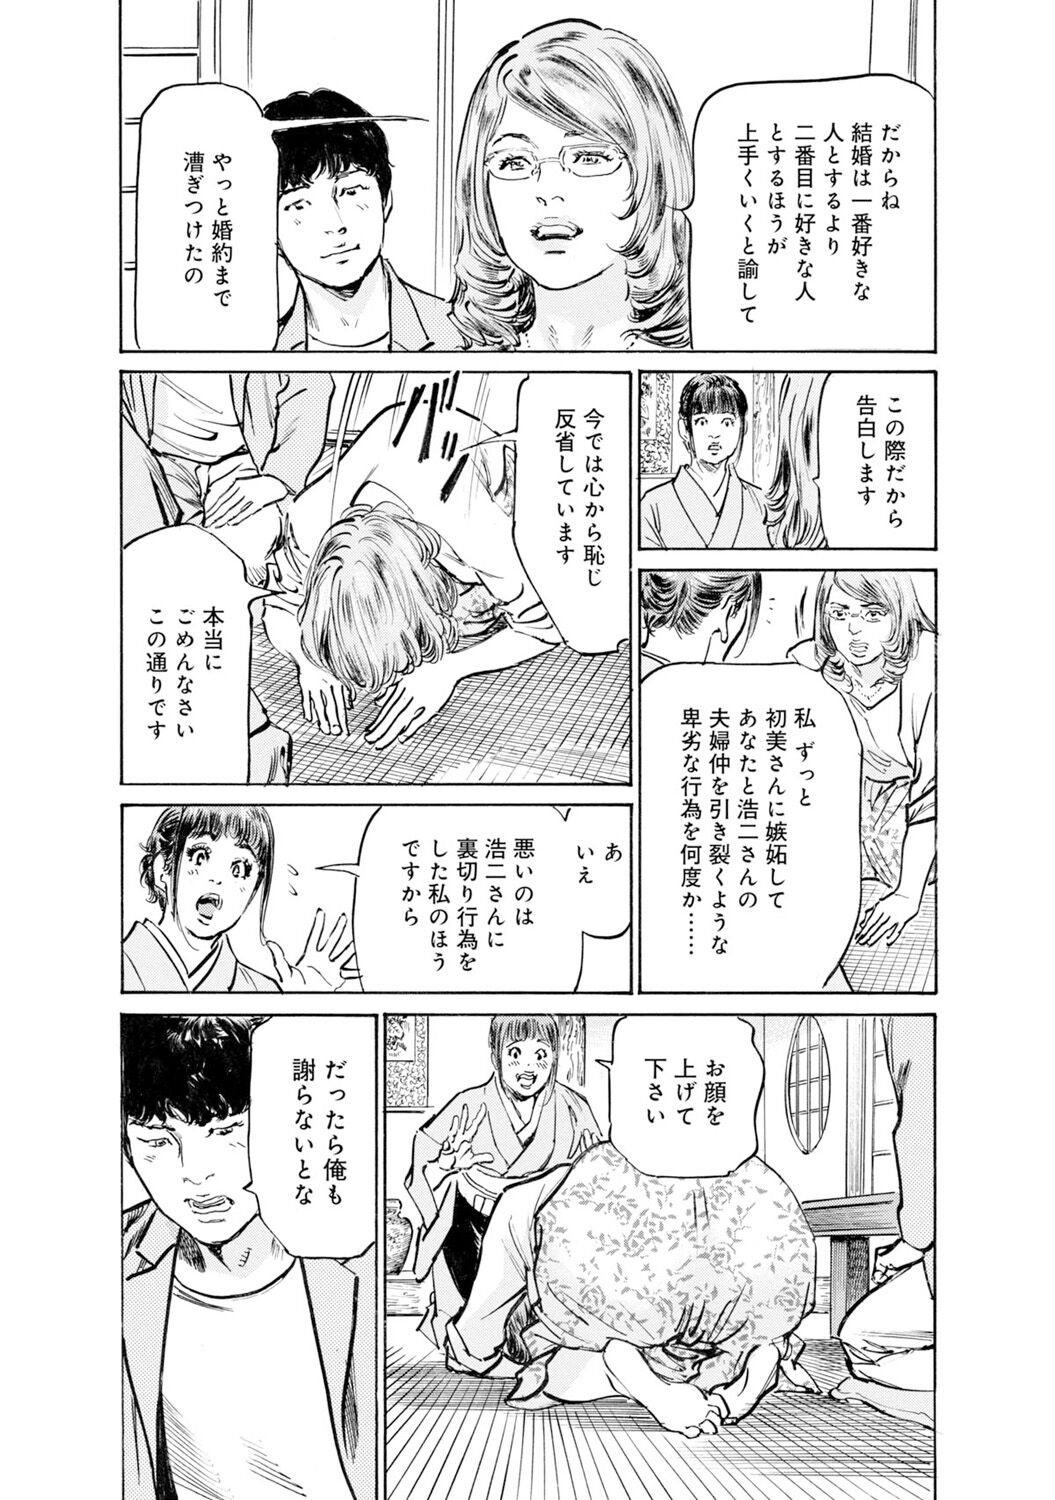 だからね
結婚は一番好きな
人とするより
二番目に好きな人
とするほうが
上手くいくと諭して
やっと婚約まで
漕ぎつけたの
この際だから
告白します
私 ずっと
初美さんに嫉妬して
あなたと浩二さんの
夫婦仲を引き裂くような
卑劣な行為を何度か……
今では心から恥じ
反省しています
本当に
ごめんなさい
この通りです
あ
いえ
悪いのは
浩二さんに
裏切り行為を
した私のほう
ですから
お顔を
上げて
下さい
だったら俺も
謝らないとな